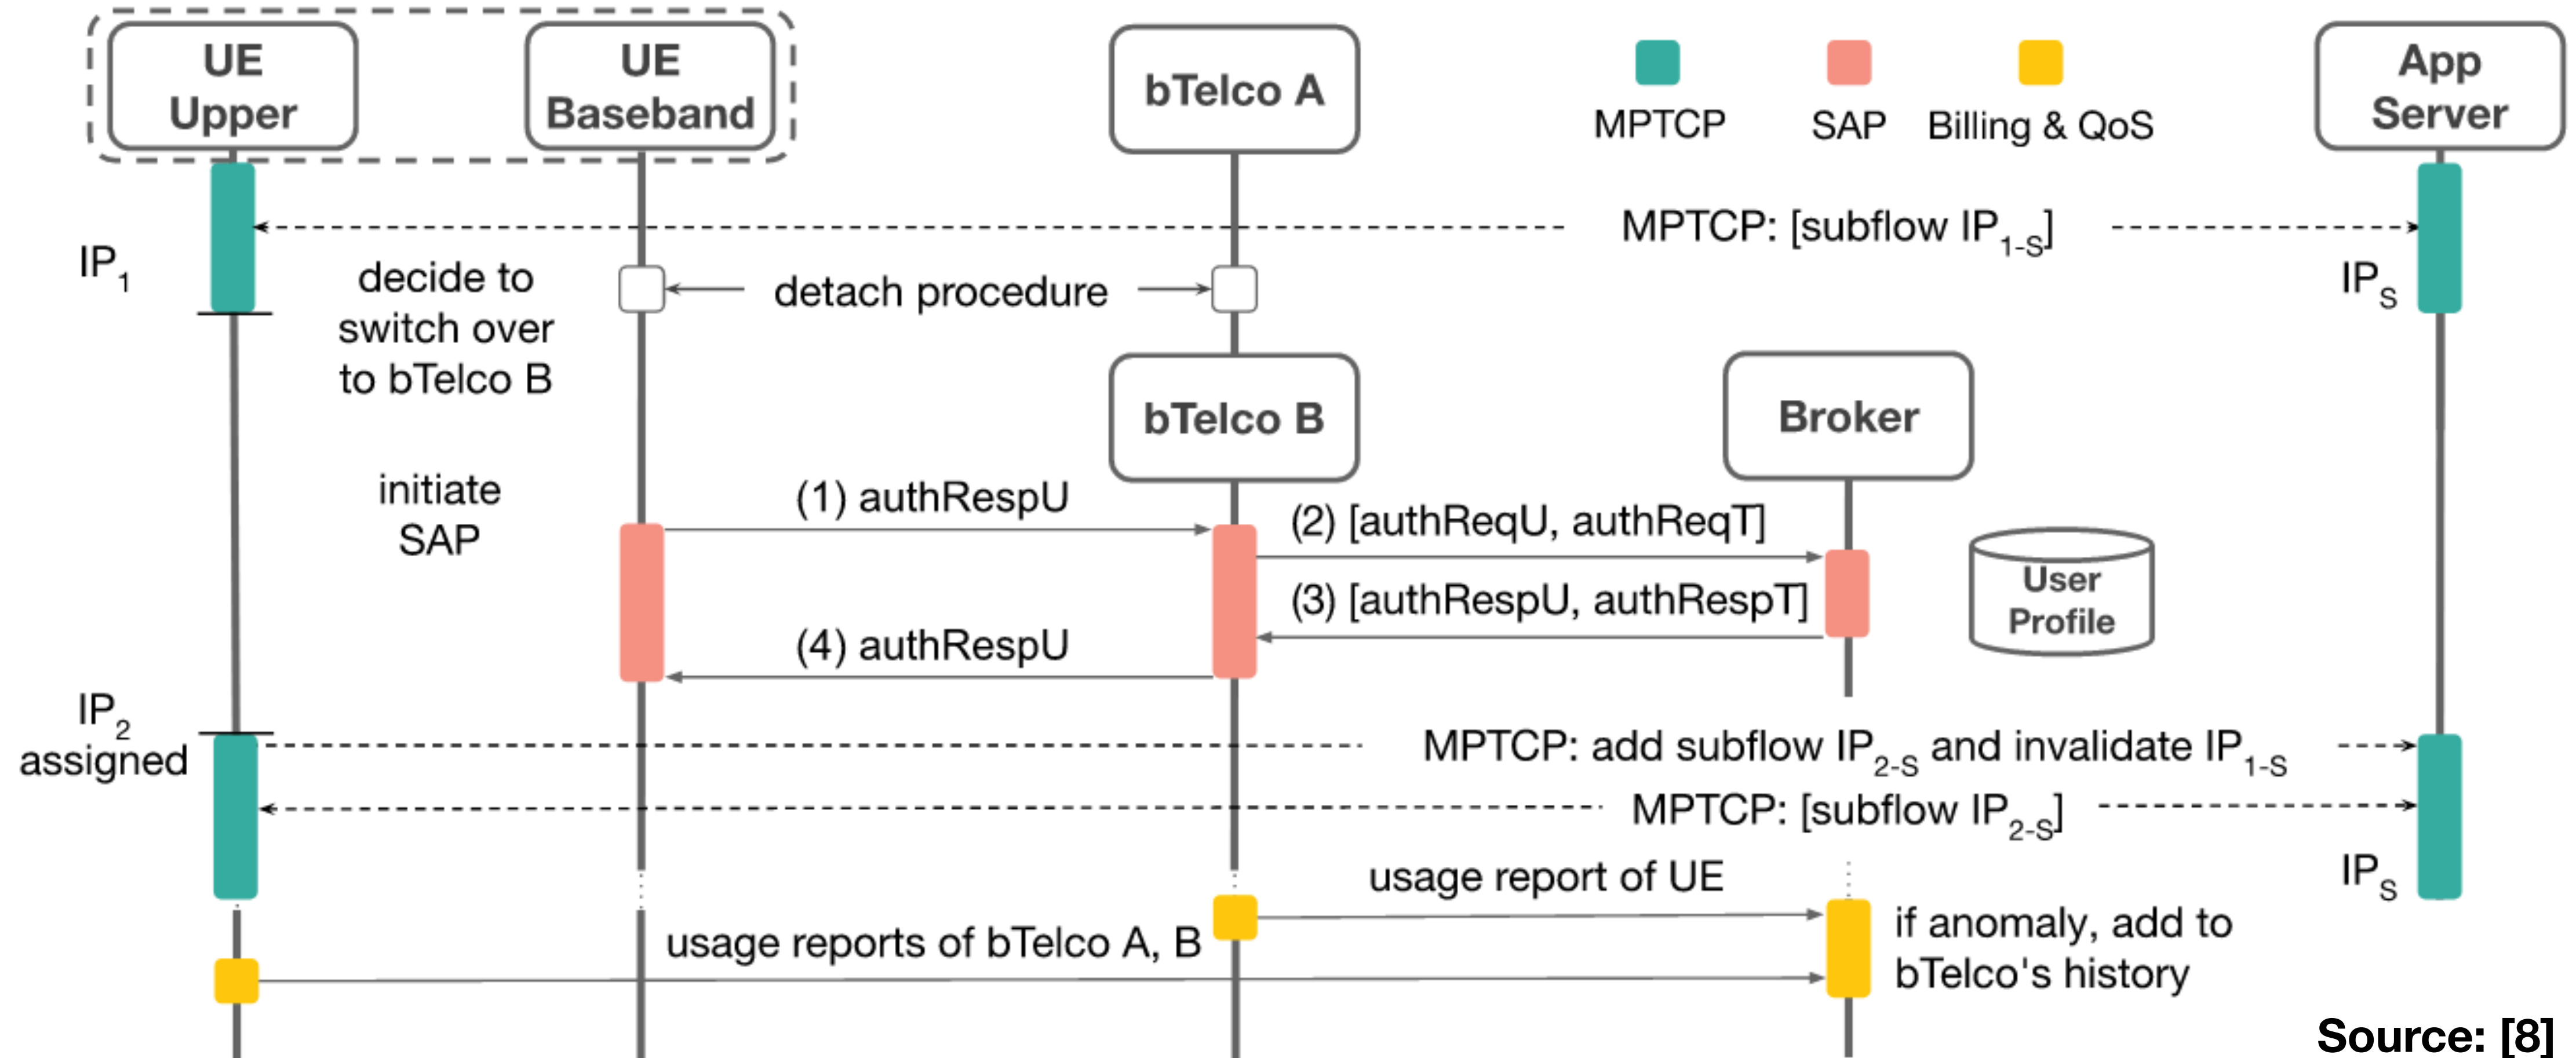 UE
Upper
UE
Baseband
bTelco A
MPTCP
SAP
Billing & QoS
App
Server
MPTCP: [subflow IP1-S]
IP1
decide to
switch over
to bTelco B
detach procedure
IPS
bTelco B
Broker
initiate
SAP
(1) authRespU
(2) [authReqU, authReqT]
(3) [authRespU, authRespT]
(4) authRespU
User
Profile
IP2
assigned
MPTCP: add subflow IP2-S and invalidate IP1-S
MPTCP: [subflow IP2-S]
usage report of UE
IPS
usage reports of bTelco A, B
if anomaly, add to
bTelco's history
Source: [8]